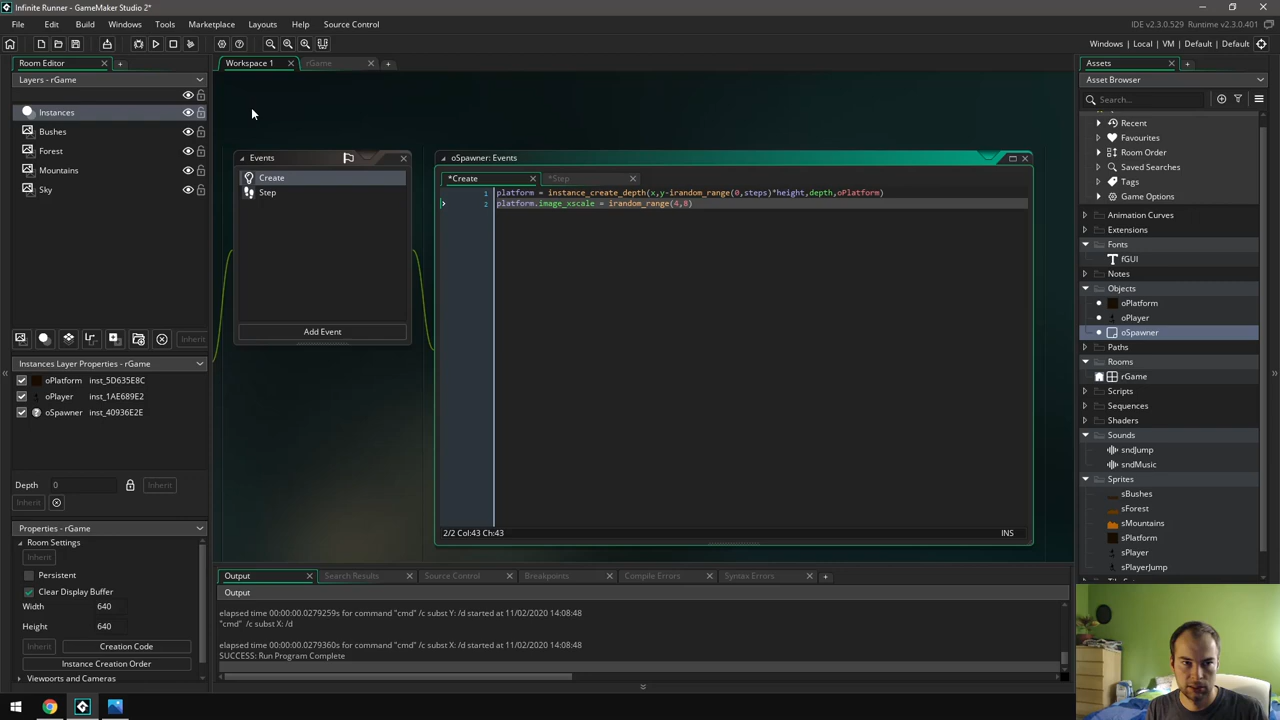 Infinite Runner - GameMaker Studio 2*
File Edit Build Windows Tools Marketplace Layouts Help Source Control
IDE v2.3.0.529 Runtime v2.3.0.401
Windows | Local | VM | Default | Default
Room Editor
Workspace 1
rGame
Assets
Layers - rGame
Asset Browser
Search...
Instances
Bushes
Forest
Mountains
Sky
Inherit
Instances Layer Properties - rGame
oPlatform inst_5D635E8C
oPlayer inst_1AE689E2
oSpawner inst_40936E2E
Depth 0 Inherit
Inherit
Properties - rGame
Room Settings
Inherit
Persistent
Clear Display Buffer
Width 640
Height 640
Inherit Creation Code
Instance Creation Order
Viewports and Cameras
Events
Create
Step
Add Event
oSpawner: Events
*Create
*Step
1 platform = instance_create_depth(x,y-irandom_range(0,steps)*height,depth,oPlatform)
2 platform.image_xscale = irandom_range(4,8)
2/2 Col:43 Ch:43
INS
Output Search Results Source Control Breakpoints Compile Errors Syntax Errors
Output
elapsed time 00:00:00.0279259s for command "cmd" /c subst Y: /d started at 11/02/2020 14:08:48
"cmd" /c subst X: /d
elapsed time 00:00:00.0279360s for command "cmd" /c subst X: /d started at 11/02/2020 14:08:48
SUCCESS: Run Program Complete
Recent
Favourites
Room Order
Saved Searches
Tags
Game Options
Animation Curves
Extensions
Fonts
fGUI
Notes
Objects
oPlatform
oPlayer
oSpawner
Paths
Rooms
rGame
Scripts
Sequences
Shaders
Sounds
sndJump
sndMusic
Sprites
sBushes
sForest
sMountains
sPlatform
sPlayer
sPlayerJump